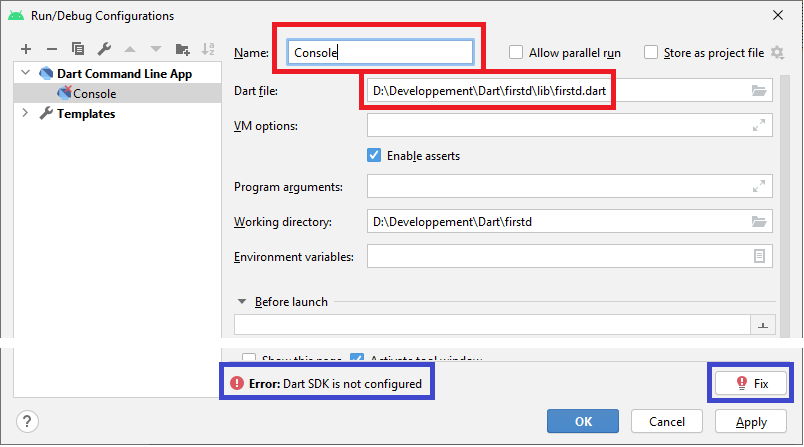 Run/Debug Configurations
Name: Console Allow parallel run Store as project file
Dart Command Line App
Console
Templates
Dart file: D:\Developpement\Dart\firstd\lib\firstd.dart
VM options:
Enable asserts
Program arguments:
Working directory: D:\Developpement\Dart\firstd
Environment variables:
Before launch
Show this page Activate tool window
Error: Dart SDK is not configured
Fix
? OK Cancel Apply